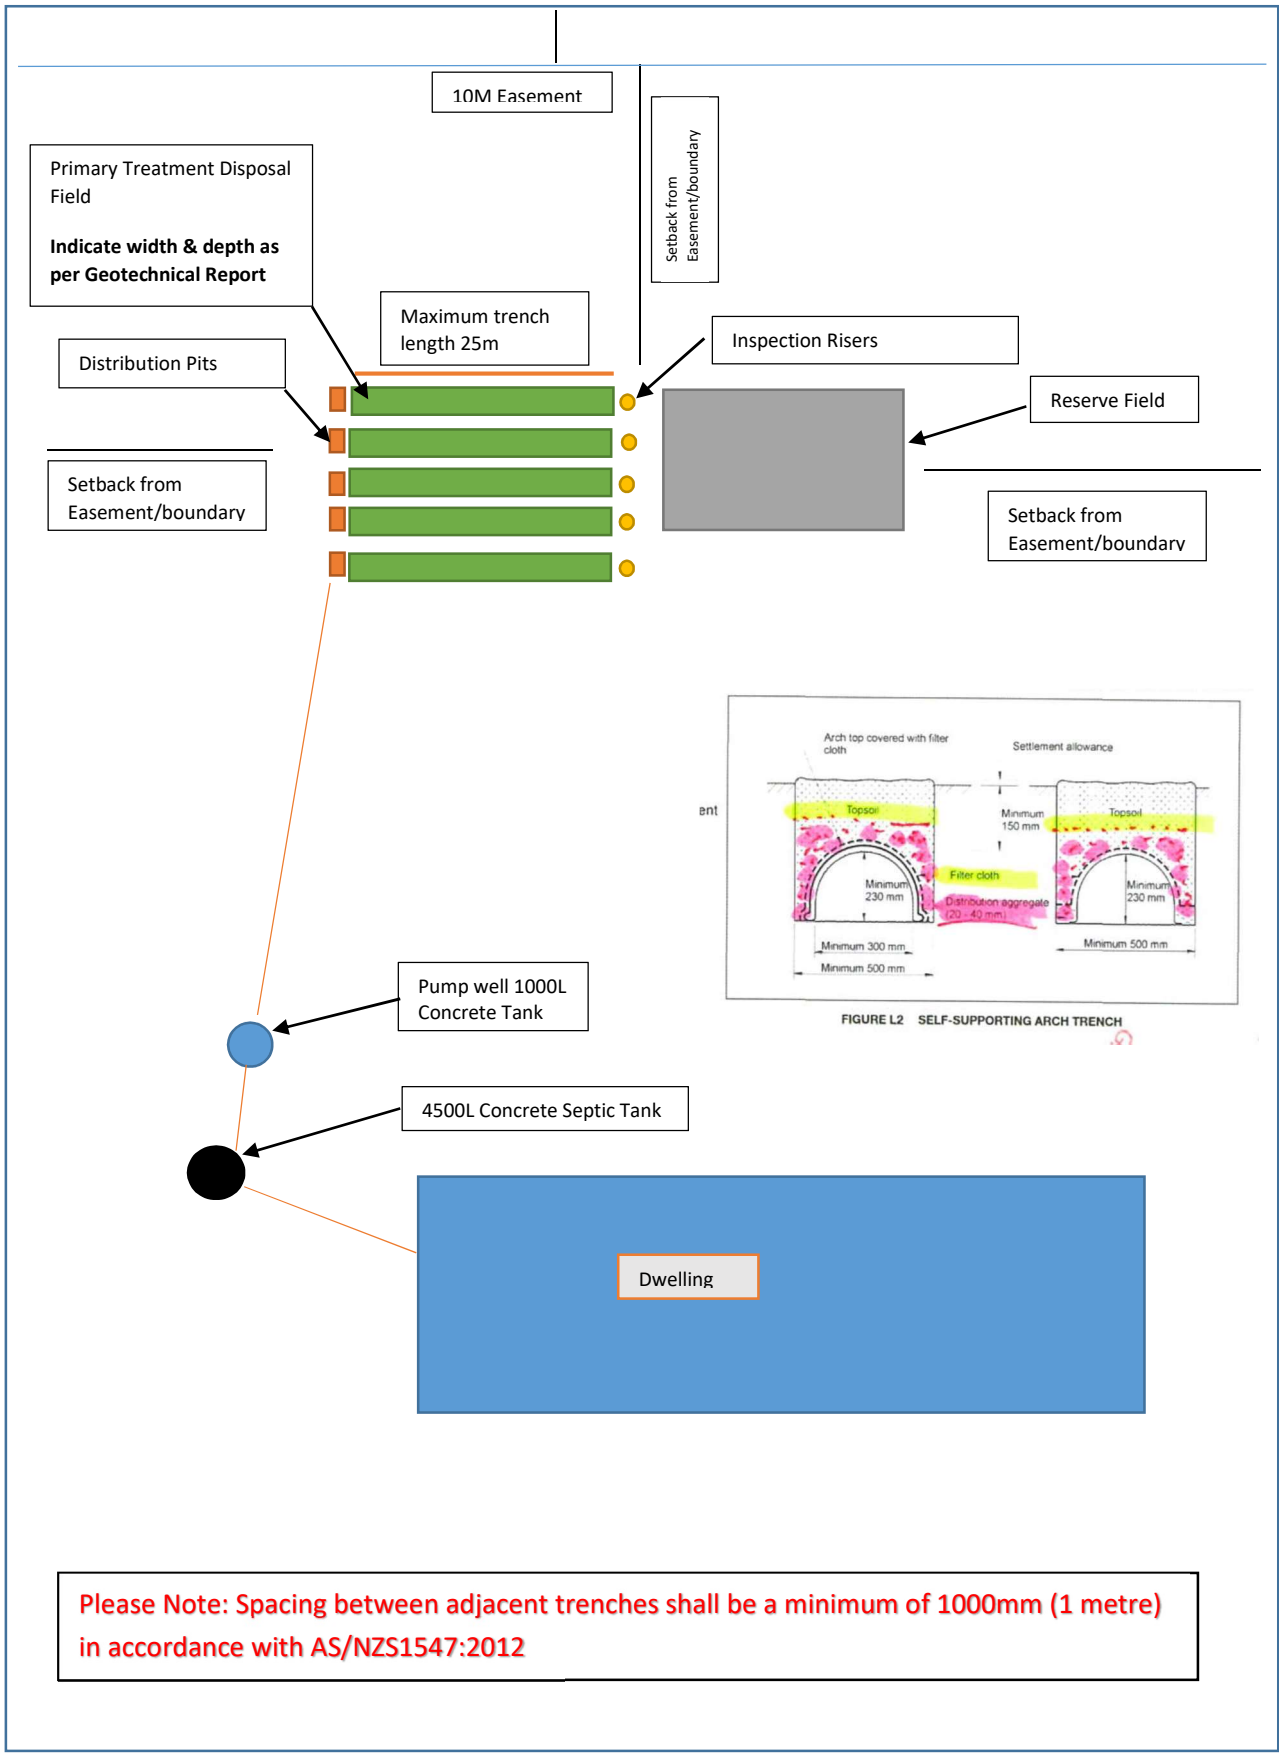 10M Easement
Setback from
Easement/boundary
Primary Treatment Disposal
Field
Indicate width & depth as
per Geotechnical Report
Maximum trench
length 25m
Inspection Risers
Distribution Pits
Reserve Field
Setback from
Easement/boundary
Setback from
Easement/boundary
Arch top covered with filter
cloth
Settlement allowance
ent
Topsoil
Minimum
150 mm
Topsoil
Filter cloth
Minimum
230 mm
Minimum
230 mm
Distribution aggregate
(20 - 40 mm)
Minimum 300 mm
Minimum 500 mm
Minimum 500 mm
FIGURE L2 SELF-SUPPORTING ARCH TRENCH
Pump well 1000L
Concrete Tank
4500L Concrete Septic Tank
Dwelling
Please Note: Spacing between adjacent trenches shall be a minimum of 1000mm (1 metre)
in accordance with AS/NZS1547:2012